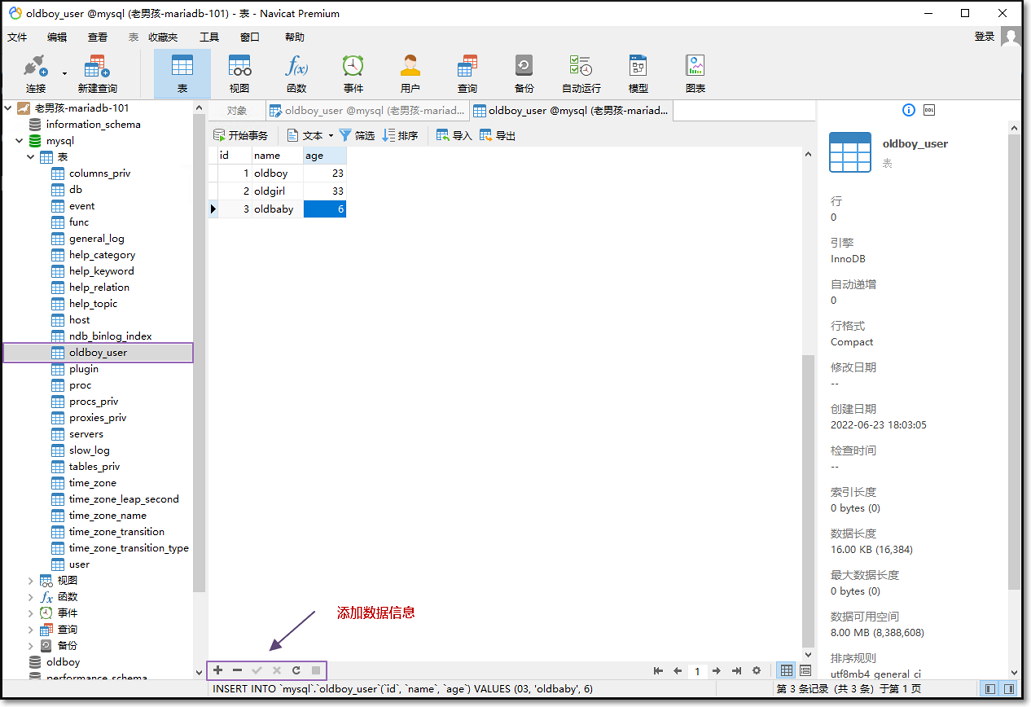 oldboy_user @mysql (老男孩-mariadb-101) - 表 - Navicat Premium
文件 编辑 查看 表 收藏夹 工具 窗口 帮助 登录
连接 新建查询 表 视图 函数 事件 用户 查询 备份 自动运行 模型 图表
老男孩-mariadb-101
information_schema
mysql
表
columns_priv
db
event
func
general_log
help_category
help_keyword
help_relation
help_topic
host
ndb_binlog_index
oldboy_user
plugin
proc
procs_priv
proxies_priv
servers
slow_log
tables_priv
time_zone
time_zone_leap_second
time_zone_name
time_zone_transition
time_zone_transition_type
user
视图
函数
事件
查询
备份
oldboy
performance_schema
对象 oldboy_user @mysql (老男孩-mariad... oldboy_user @mysql (老男孩-mariad...
开始事务 文本 筛选 排序 导入 导出
id name age
1 oldboy 23
2 oldgirl 33
3 oldbaby 6
添加数据信息
1
INSERT INTO `mysql`.`oldboy_user`(`id`, `name`, `age`) VALUES (03, 'oldbaby', 6)
第 3 条记录 (共 3 条) 于第 1 页
DDL
oldboy_user
表
行
0
引擎
InnoDB
自动递增
0
行格式
Compact
修改日期
--
创建日期
2022-06-23 18:03:05
检查时间
--
索引长度
0 bytes (0)
数据长度
16.00 KB (16,384)
最大数据长度
0 bytes (0)
数据可用空间
8.00 MB (8,388,608)
排序规则
utf8mb4_general_ci